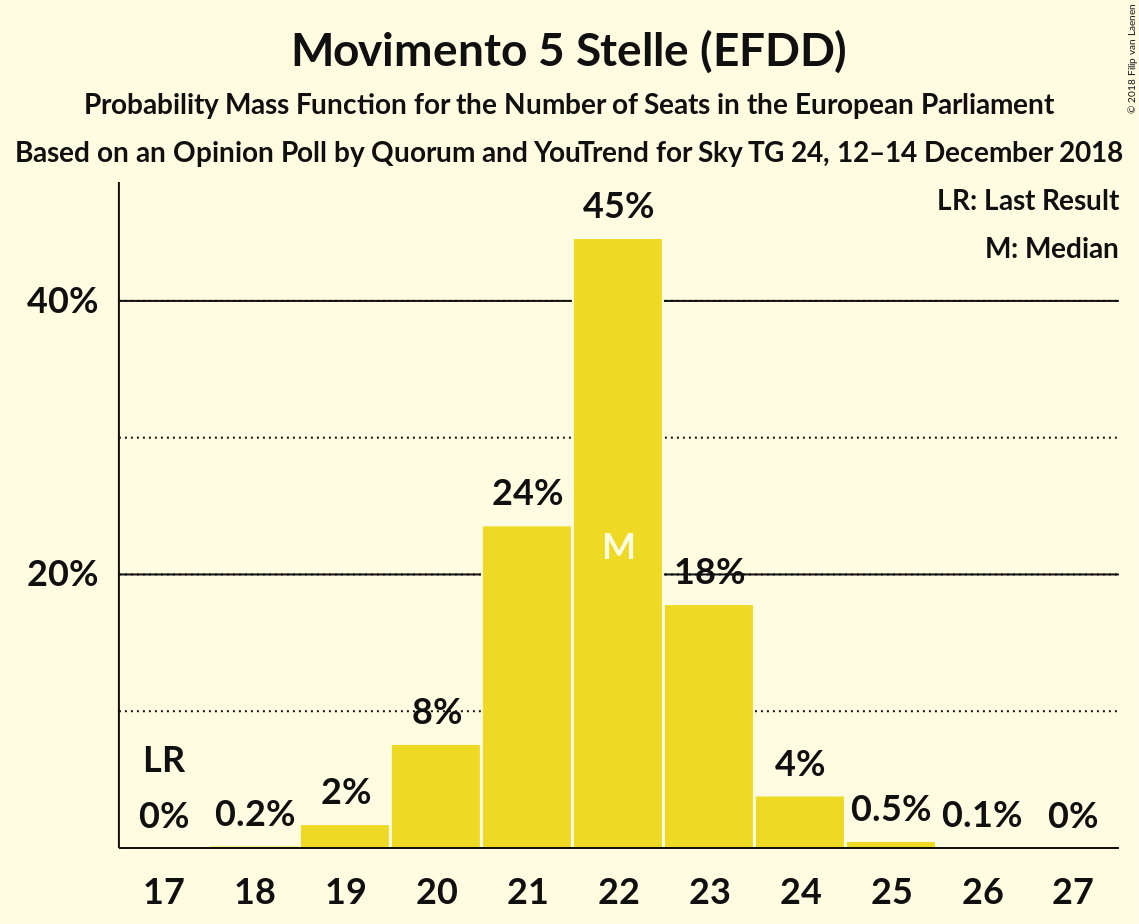 Movimento 5 Stelle (EFDD)
Probability Mass Function for the Number of Seats in the European Parliament
Based on an Opinion Poll by Quorum and YouTrend for Sky TG 24, 12–14 December 2018
© 2018 Filip van Laenen
LR: Last Result
M: Median
45%
40%
24%
M
20%
18%
8%
LR
4%
2%
0%
0.2%
0.5%
0.1%
0%
17 18 19 20 21 22 23 24 25 26 27